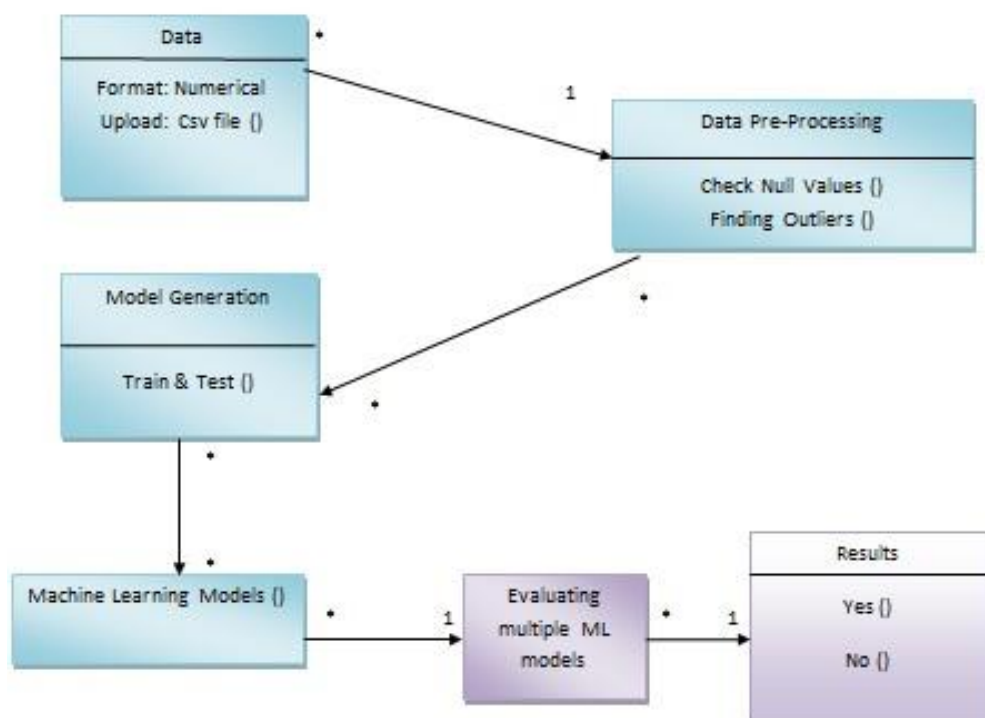 Data
*
Format: Numerical
Upload: Csv file ()
1
Data Pre-Processing
Check Null Values ()
Finding Outliers ()
*
Model Generation
Train & Test ()
*
*
*
Machine Learning Models ()
*
1
Evaluating
multiple ML
models
*
1
Results
Yes ()
No ()